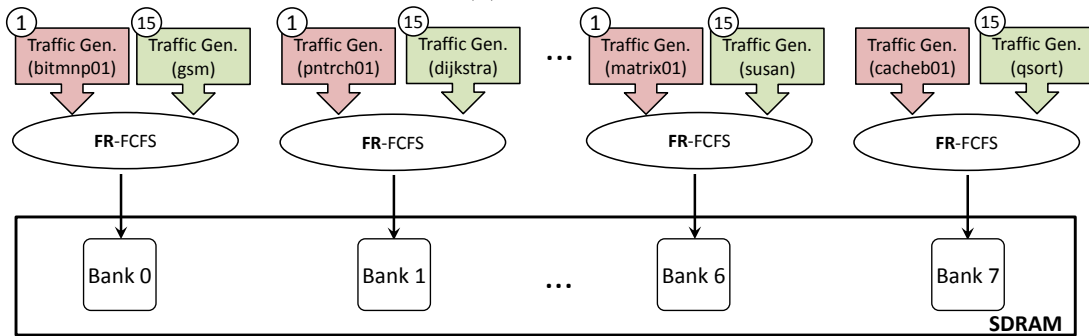 1
Traffic Gen.
(bitmnp01)
15
Traffic Gen.
(gsm)
1
Traffic Gen.
(pntrch01)
15
Traffic Gen.
(dijkstra)
...
1
Traffic Gen.
(matrix01)
15
Traffic Gen.
(susan)
Traffic Gen.
(cacheb01)
15
Traffic Gen.
(qsort)
FR-FCFS
FR-FCFS
FR-FCFS
FR-FCFS
Bank 0
Bank 1
...
Bank 6
Bank 7
SDRAM